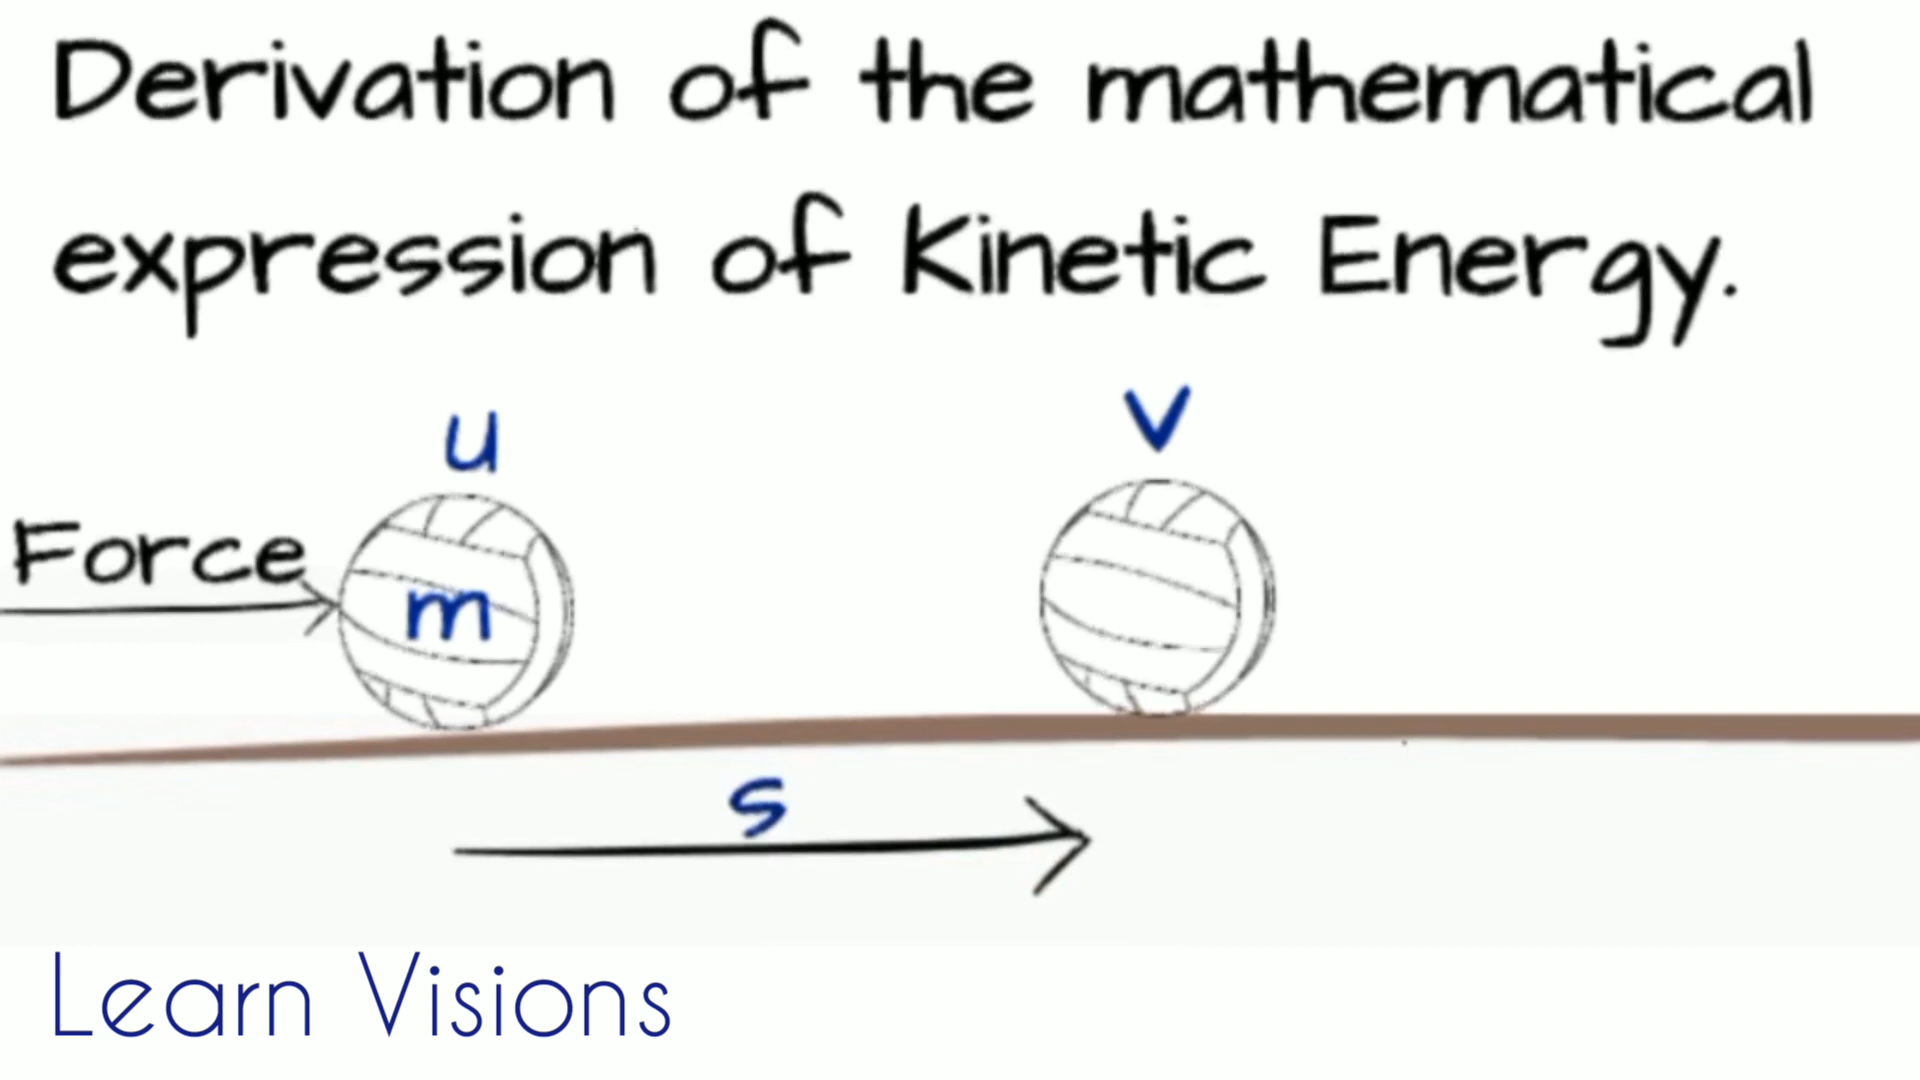 Derivation of the mathematical
expression of Kinetic Energy.
u
v
Force
m
s
Learn Visions